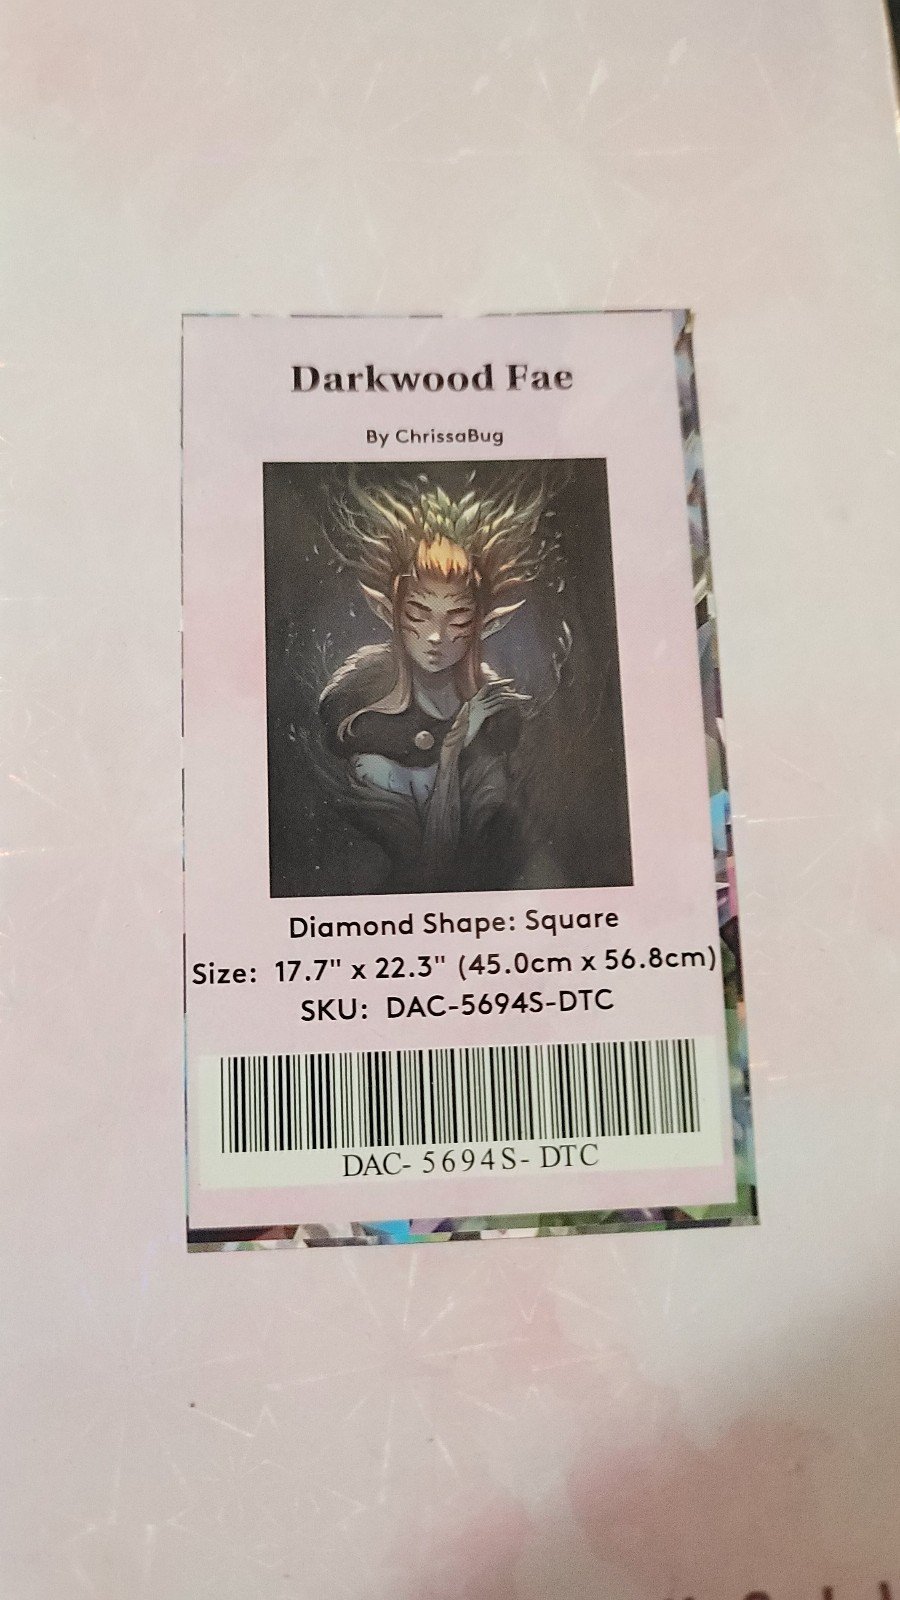 Darkwood Fae
By ChrissaBug
Diamond Shape: Square
Size: 17.7" x 22.3" (45.0cm x 56.8cm)
SKU: DAC-5694S-DTC
DAC- 5694S- DTC